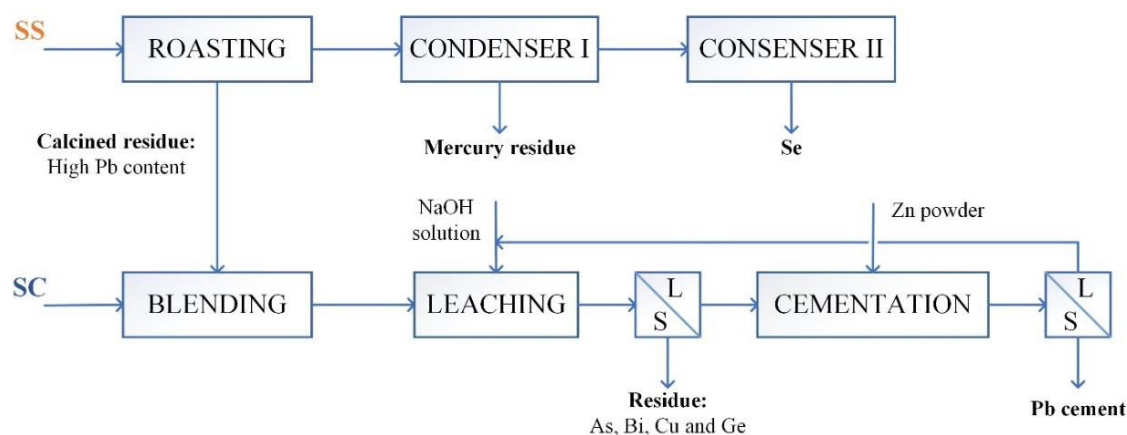 SS
ROASTING
CONDENSER I
CONSENSER II
Calcined residue:
High Pb content
Mercury residue
Se
NaOH
solution
Zn powder
SC
BLENDING
LEACHING
L
S
CEMENTATION
L
S
Residue:
As, Bi, Cu and Ge
Pb cement